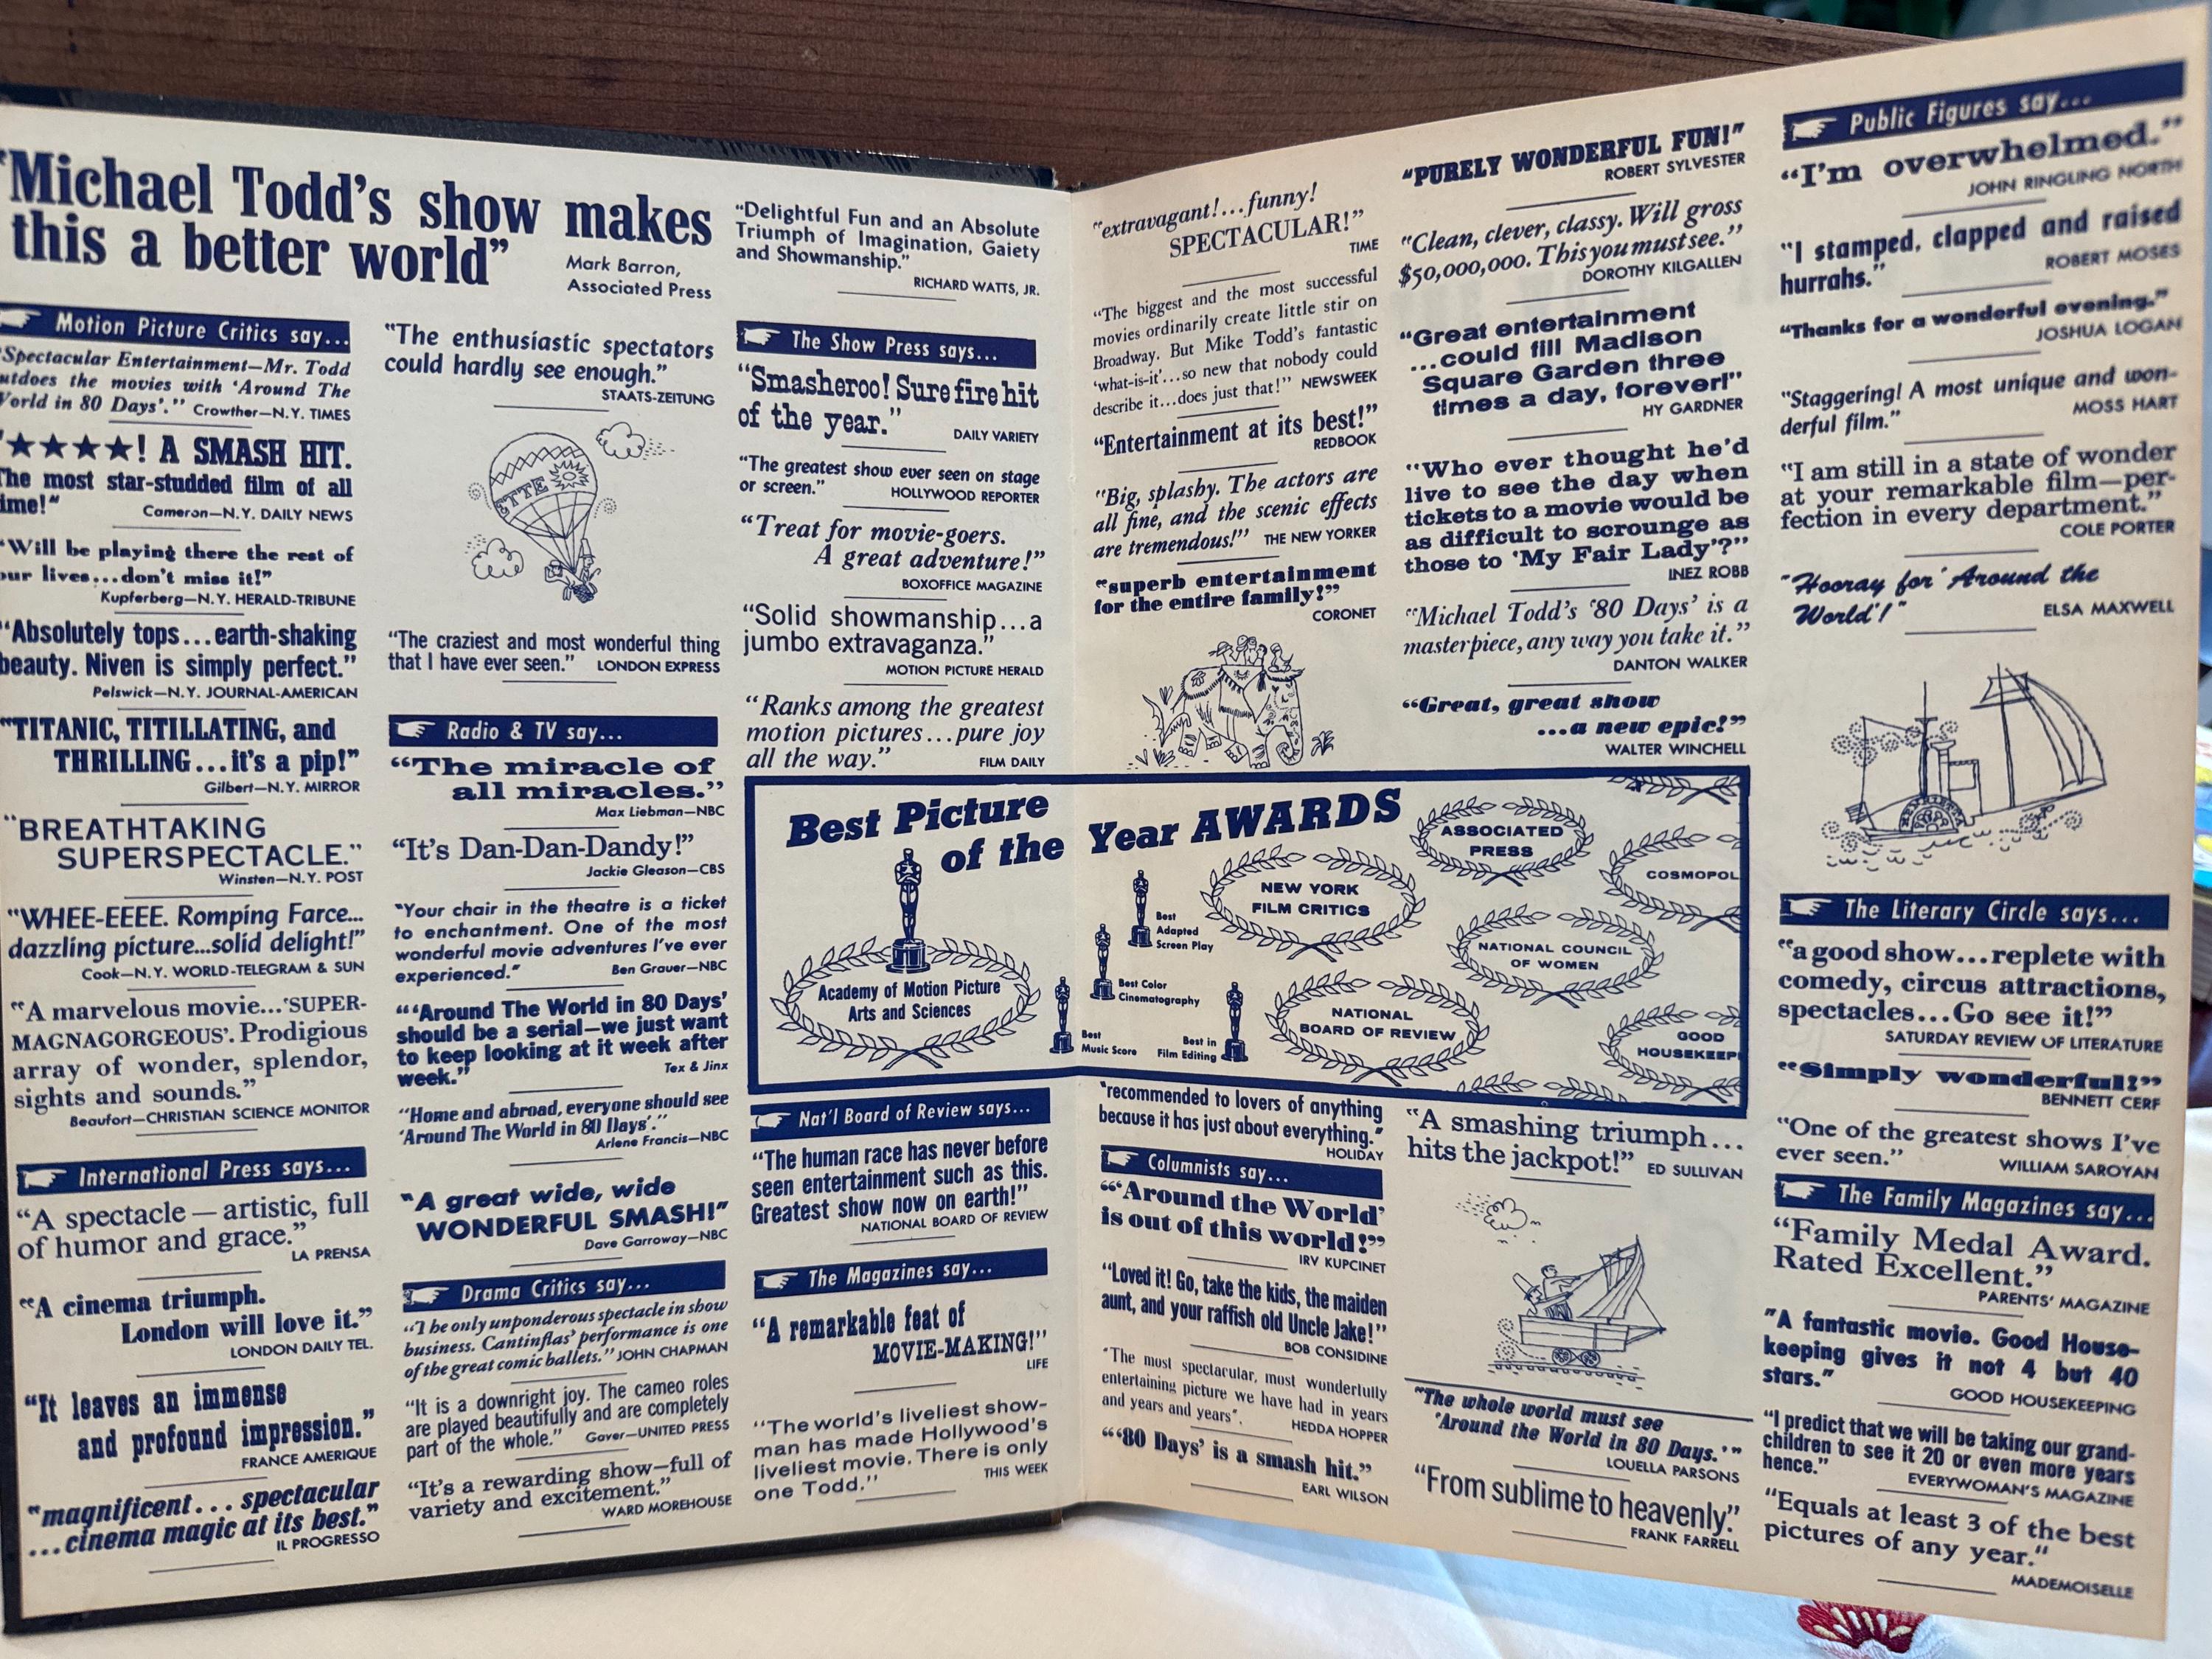 "Michael Todd's show makes
this a better world"
Mark Barron,
Associated Press
Motion Picture Critics say...
Spectacular Entertainment—Mr. Todd
outdoes the movies with 'Around The
World in 80 Days'." Crowther—N.Y. TIMES
"★★★★! A SMASH HIT.
The most star-studded film of all
time!"
Cameron—N.Y. DAILY NEWS
"Will be playing there the rest of
our lives...don't miss it!"
Kupferberg—N.Y. HERALD-TRIBUNE
"Absolutely tops...earth-shaking
beauty. Niven is simply perfect."
Pelswick—N.Y. JOURNAL-AMERICAN
"TITANIC, TITILLATING, and
THRILLING...it's a pip!"
Gilbert—N.Y. MIRROR
"BREATHTAKING
SUPERSPECTACLE."
Winsten—N.Y. POST
"WHEE-EEEE. Romping Farce...
dazzling picture...solid delight!"
Cook—N.Y. WORLD-TELEGRAM & SUN
"A marvelous movie...'SUPER-
MAGNAGORGEOUS'. Prodigious
array of wonder, splendor,
sights and sounds."
Beaufort—CHRISTIAN SCIENCE MONITOR
International Press says...
"A spectacle — artistic, full
of humor and grace."
LA PRENSA
"A cinema triumph.
London will love it."
LONDON DAILY TEL.
"It leaves an immense
and profound impression."
FRANCE AMERIQUE
"magnificent... spectacular
...cinema magic at its best."
IL PROGRESSO
"The enthusiastic spectators
could hardly see enough."
STAATS-ZEITUNG
ETTE
"The craziest and most wonderful thing
that I have ever seen." LONDON EXPRESS
Radio & TV say...
"The miracle of
all miracles."
Max Liebman—NBC
"It's Dan-Dan-Dandy!"
Jackie Gleason—CBS
"Your chair in the theatre is a ticket
to enchantment. One of the most
wonderful movie adventures I've ever
experienced." Ben Grauer—NBC
"'Around The World in 80 Days'
should be a serial—we just want
to keep looking at it week after
week."
Tex & Jinx
"Home and abroad, everyone should see
'Around The World in 80 Days'."
Arlene Francis—NBC
"A great wide, wide
WONDERFUL SMASH!"
Dave Garroway—NBC
Drama Critics say...
"The only unponderous spectacle in show
business. Cantinflas' performance is one
of the great comic ballets." JOHN CHAPMAN
"It is a downright joy. The cameo roles
are played beautifully and are completely
part of the whole." Gaver—UNITED PRESS
"It's a rewarding show—full of
variety and excitement."
WARD MOREHOUSE
"Delightful Fun and an Absolute
Triumph of Imagination, Gaiety
and Showmanship."
RICHARD WATTS, JR.
The Show Press says...
"Smasheroo! Sure fire hit
of the year."
DAILY VARIETY
"The greatest show ever seen on stage
or screen." HOLLYWOOD REPORTER
"Treat for movie-goers.
A great adventure!"
BOXOFFICE MAGAZINE
"Solid showmanship...a
jumbo extravaganza."
MOTION PICTURE HERALD
"Ranks among the greatest
motion pictures...pure joy
all the way."
FILM DAILY
Best Picture
of the Year AWARDS
Academy of Motion Picture
Arts and Sciences
Best
Adapted
Screen Play
Best Color
Cinematography
Best
Music Score
Best in
Film Editing
NEW YORK
FILM CRITICS
ASSOCIATED
PRESS
COSMOPOL
NATIONAL COUNCIL
OF WOMEN
NATIONAL
BOARD OF REVIEW
GOOD
HOUSEKEEPI
Nat'l Board of Review says...
"The human race has never before
seen entertainment such as this.
Greatest show now on earth!"
NATIONAL BOARD OF REVIEW
The Magazines say...
"A remarkable feat of
MOVIE-MAKING!"
LIFE
"The world's liveliest show-
man has made Hollywood's
liveliest movie. There is only
one Todd."
THIS WEEK
"extravagant!...funny!
SPECTACULAR!"
TIME
"The biggest and the most successful
movies ordinarily create little stir on
Broadway. But Mike Todd's fantastic
'what-is-it'...so new that nobody could
describe it...does just that!" NEWSWEEK
"Entertainment at its best!"
REDBOOK
"Big, splashy. The actors are
all fine, and the scenic effects
are tremendous!" THE NEW YORKER
"superb entertainment
for the entire family!"
CORONET
"recommended to lovers of anything
because it has just about everything."
HOLIDAY
Columnists say...
"'Around the World'
is out of this world!"
IRV KUPCINET
"Loved it! Go, take the kids, the maiden
aunt, and your raffish old Uncle Jake!"
BOB CONSIDINE
"The most spectacular, most wonderfully
entertaining picture we have had in years
and years and years".
HEDDA HOPPER
"'80 Days' is a smash hit."
EARL WILSON
"PURELY WONDERFUL FUN!"
ROBERT SYLVESTER
"Clean, clever, classy. Will gross
$50,000,000. This you must see."
DOROTHY KILGALLEN
"Great entertainment
...could fill Madison
Square Garden three
times a day, forever!"
HY GARDNER
"Who ever thought he'd
live to see the day when
tickets to a movie would be
as difficult to scrounge as
those to 'My Fair Lady'?"
INEZ ROBB
"Michael Todd's '80 Days' is a
masterpiece, any way you take it."
DANTON WALKER
"Great, great show
...a new epic!"
WALTER WINCHELL
"A smashing triumph...
hits the jackpot!" ED SULLIVAN
"The whole world must see
'Around the World in 80 Days.'"
LOUELLA PARSONS
"From sublime to heavenly."
FRANK FARRELL
Public Figures say...
"I'm overwhelmed."
JOHN RINGLING NORTH
"I stamped, clapped and raised
hurrahs."
ROBERT MOSES
"Thanks for a wonderful evening."
JOSHUA LOGAN
"Staggering! A most unique and won-
derful film."
MOSS HART
"I am still in a state of wonder
at your remarkable film—per-
fection in every department."
COLE PORTER
"Hooray for 'Around the
World'!"
ELSA MAXWELL
HENRIETTA
The Literary Circle says...
"a good show...replete with
comedy, circus attractions,
spectacles...Go see it!"
SATURDAY REVIEW OF LITERATURE
"Simply wonderful!"
BENNETT CERF
"One of the greatest shows I've
ever seen."
WILLIAM SAROYAN
The Family Magazines say...
"Family Medal Award.
Rated Excellent."
PARENTS' MAGAZINE
"A fantastic movie. Good House-
keeping gives it not 4 but 40
stars."
GOOD HOUSEKEEPING
"I predict that we will be taking our grand-
children to see it 20 or even more years
hence."
EVERYWOMAN'S MAGAZINE
"Equals at least 3 of the best
pictures of any year."
MADEMOISELLE